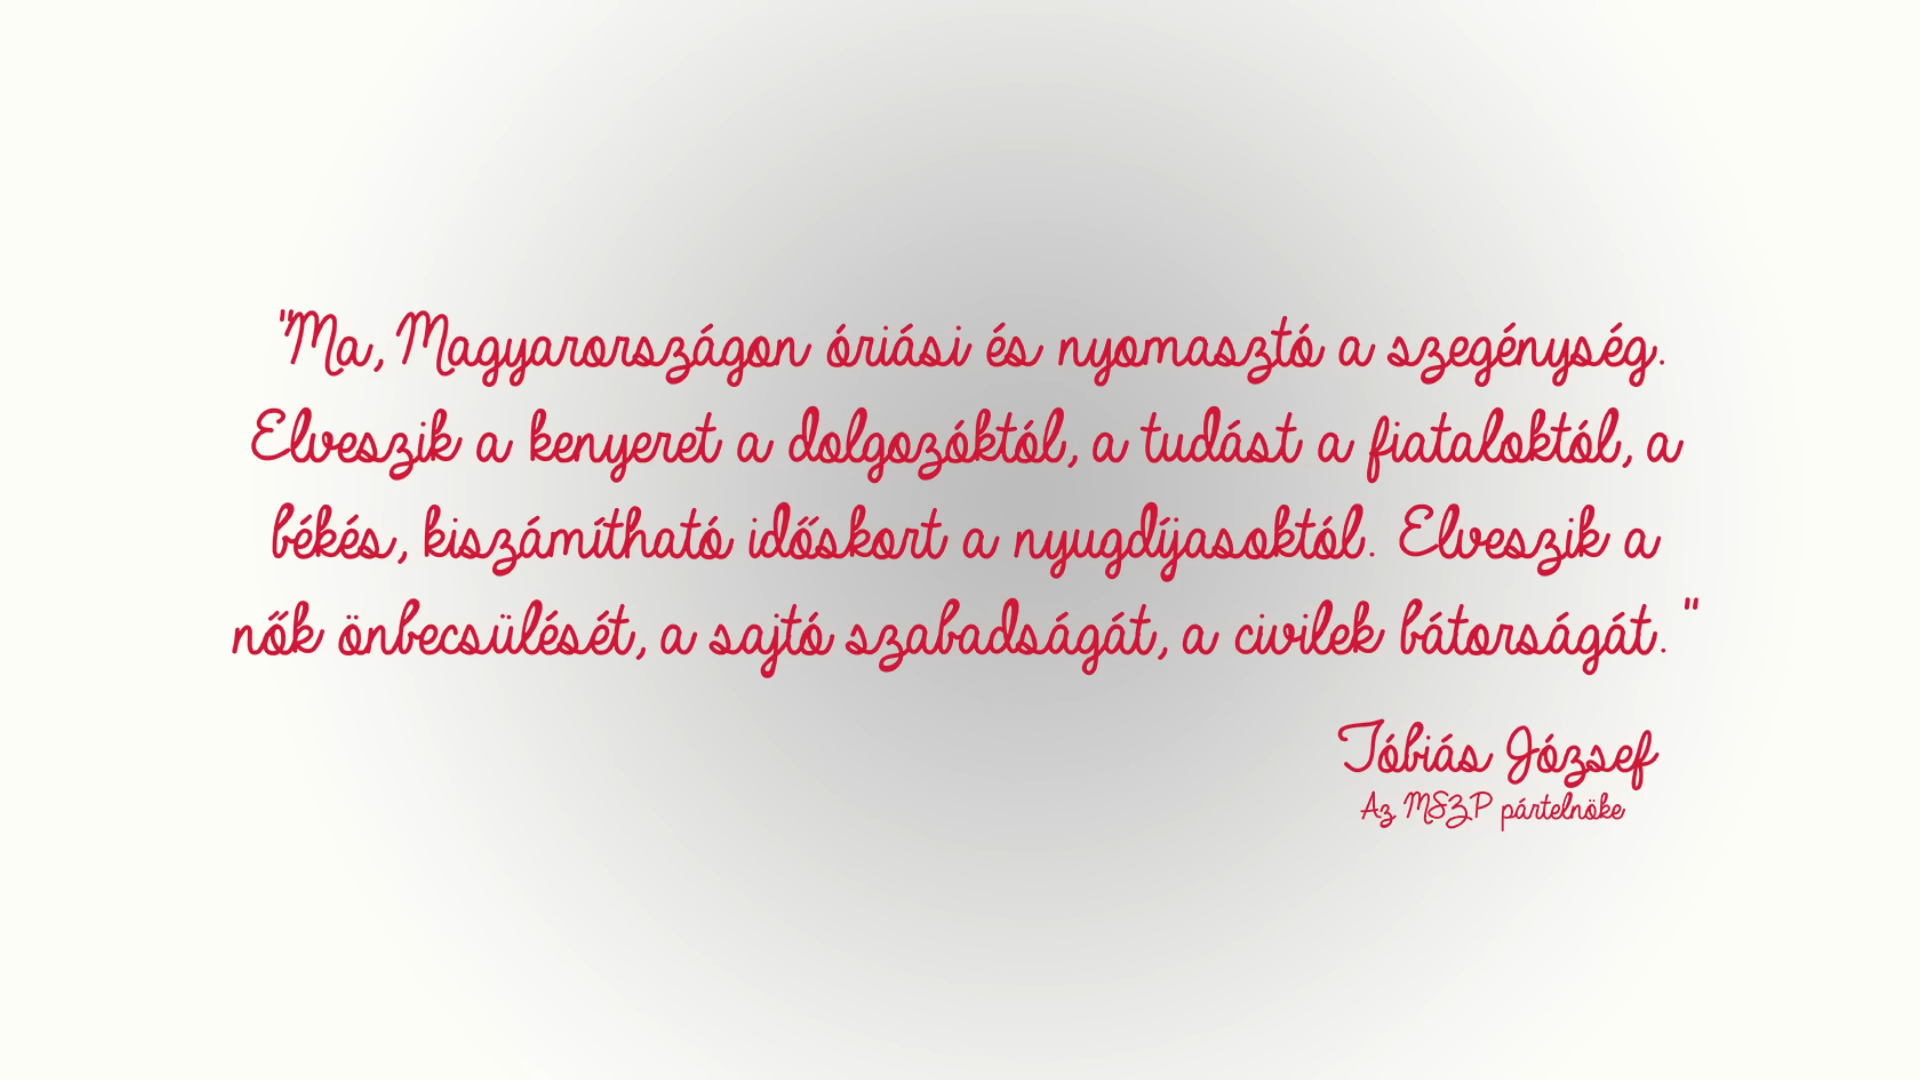 "Ma, Magyarországon óriási és nyomasztó a szegénység.
Elveszik a kenyeret a dolgozóktól, a tudást a fiataloktól, a
békés, kiszámítható időskort a nyugdíjasoktól. Elveszik a
nők önbecsülését, a sajtó szabadságát, a civilek bátorságát. "
Tóbiás József
Az MSZP pártelnöke